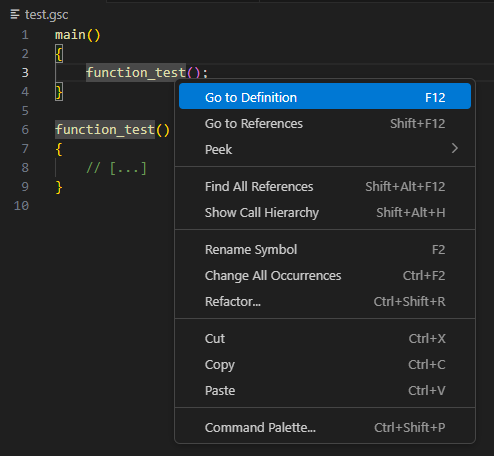 test.gsc
1 main()
2 {
3 function_test();
4 }
5
6 function_test()
7 {
8 // [...]
9 }
10
Go to Definition F12
Go to References Shift+F12
Peek
Find All References Shift+Alt+F12
Show Call Hierarchy Shift+Alt+H
Rename Symbol F2
Change All Occurrences Ctrl+F2
Refactor... Ctrl+Shift+R
Cut Ctrl+X
Copy Ctrl+C
Paste Ctrl+V
Command Palette... Ctrl+Shift+P